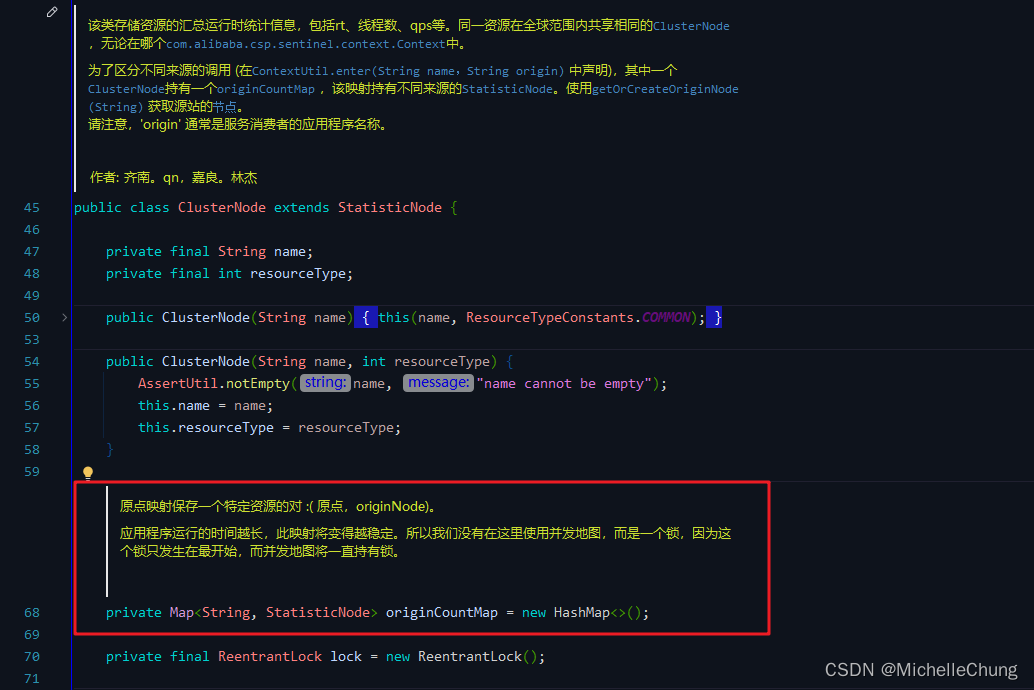 该类存储资源的汇总运行时统计信息，包括rt、线程数、qps等。同一资源在全球范围内共享相同的ClusterNode
，无论在哪个com.alibaba.csp.sentinel.context.Context中。
为了区分不同来源的调用 (在ContextUtil.enter(String name，String origin) 中声明)，其中一个
ClusterNode持有一个originCountMap ，该映射持有不同来源的StatisticNode。使用getOrCreateOriginNode
(String) 获取源站的节点。
请注意，'origin' 通常是服务消费者的应用程序名称。
作者: 齐南。qn，嘉良。林杰
45 public class ClusterNode extends StatisticNode {
46
47 private final String name;
48 private final int resourceType;
49
50 public ClusterNode(String name) { this(name, ResourceTypeConstants.COMMON); }
53
54 public ClusterNode(String name, int resourceType) {
55 AssertUtil.notEmpty( string: name, message: "name cannot be empty");
56 this.name = name;
57 this.resourceType = resourceType;
58 }
59
原点映射保存一个特定资源的对 :( 原点，originNode)。
应用程序运行的时间越长，此映射将变得越稳定。所以我们没有在这里使用并发地图，而是一个锁，因为这
个锁只发生在最开始，而并发地图将一直持有锁。
68 private Map<String, StatisticNode> originCountMap = new HashMap<>();
69
70 private final ReentrantLock lock = new ReentrantLock();
71
CSDN @MichelleChung